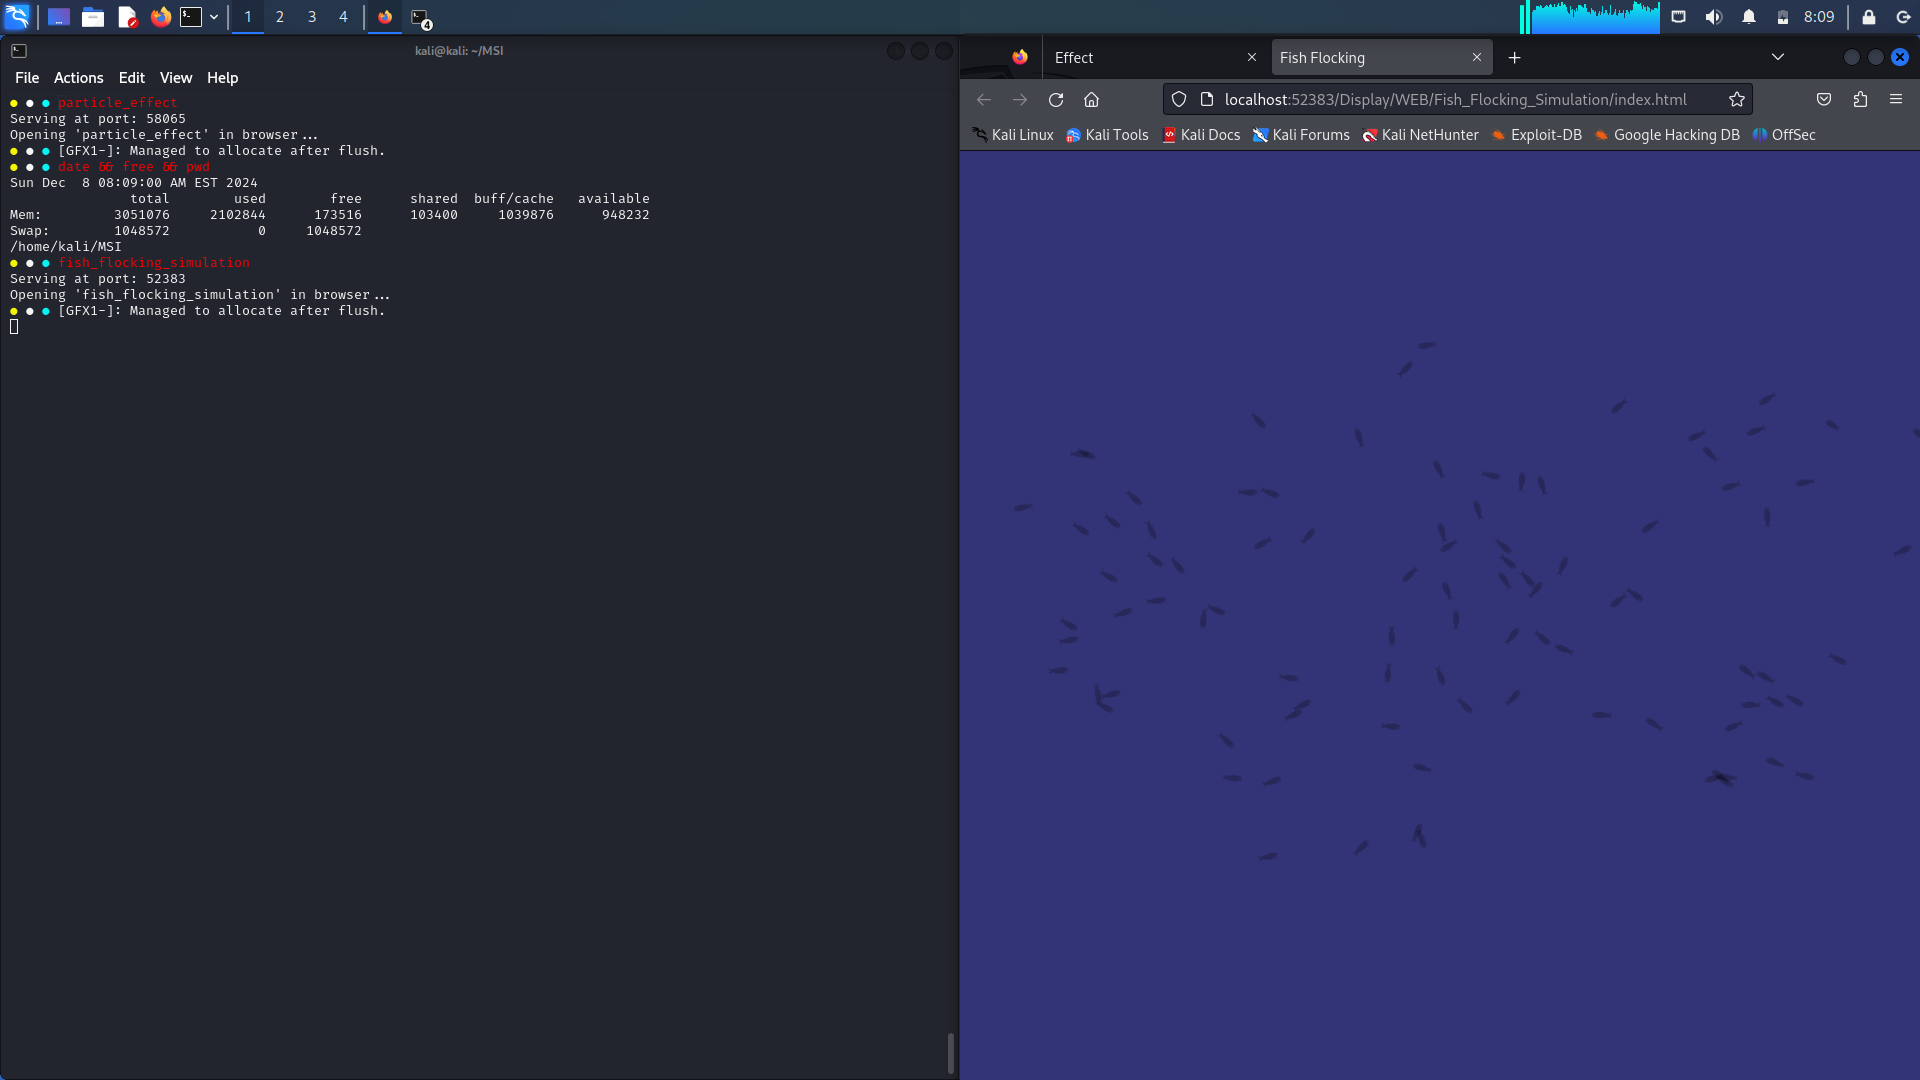 1 2 3 4 4 8:09
kali@kali: ~/MSI
File Actions Edit View Help
particle_effect
Serving at port: 58065
Opening 'particle_effect' in browser...
[GFX1-]: Managed to allocate after flush.
date && free && pwd
Sun Dec  8 08:09:00 AM EST 2024
total used free shared buff/cache available
Mem: 3051076 2102844 173516 103400 1039876 948232
Swap: 1048572 0 1048572
/home/kali/MSI
fish_flocking_simulation
Serving at port: 52383
Opening 'fish_flocking_simulation' in browser...
[GFX1-]: Managed to allocate after flush.
Effect Fish Flocking
localhost:52383/Display/WEB/Fish_Flocking_Simulation/index.html
Kali Linux Kali Tools Kali Docs Kali Forums Kali NetHunter Exploit-DB Google Hacking DB OffSec